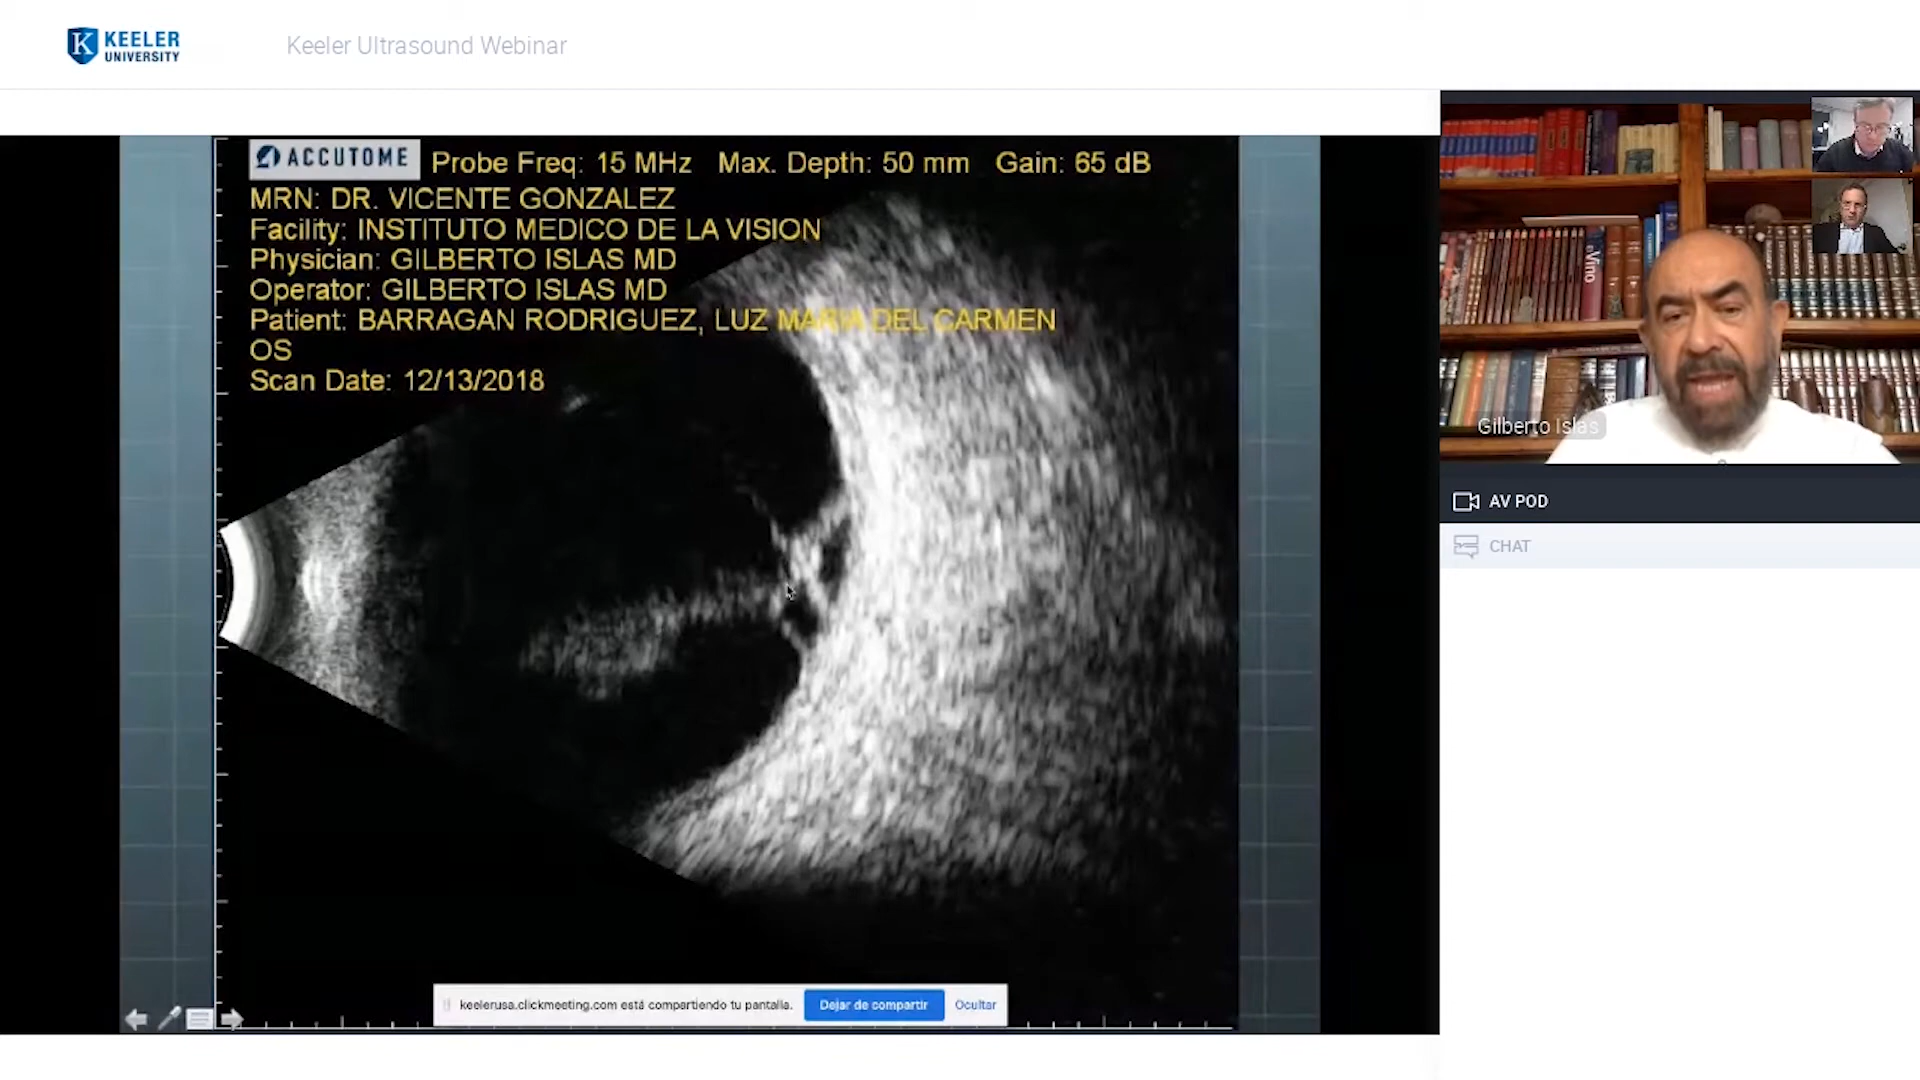 KEELER
UNIVERSITY
Keeler Ultrasound Webinar
ACCUTOME
Probe Freq: 15 MHz Max. Depth: 50 mm Gain: 65 dB
MRN: DR. VICENTE GONZALEZ
Facility: INSTITUTO MEDICO DE LA VISION
Physician: GILBERTO ISLAS MD
Operator: GILBERTO ISLAS MD
Patient: BARRAGAN RODRIGUEZ, LUZ MARIA DEL CARMEN
OS
Scan Date: 12/13/2018
Vino
Gilberto Islas
AV POD
CHAT
keelerusa.clickmeeting.com está compartiendo tu pantalla.
Dejar de compartir
Ocultar